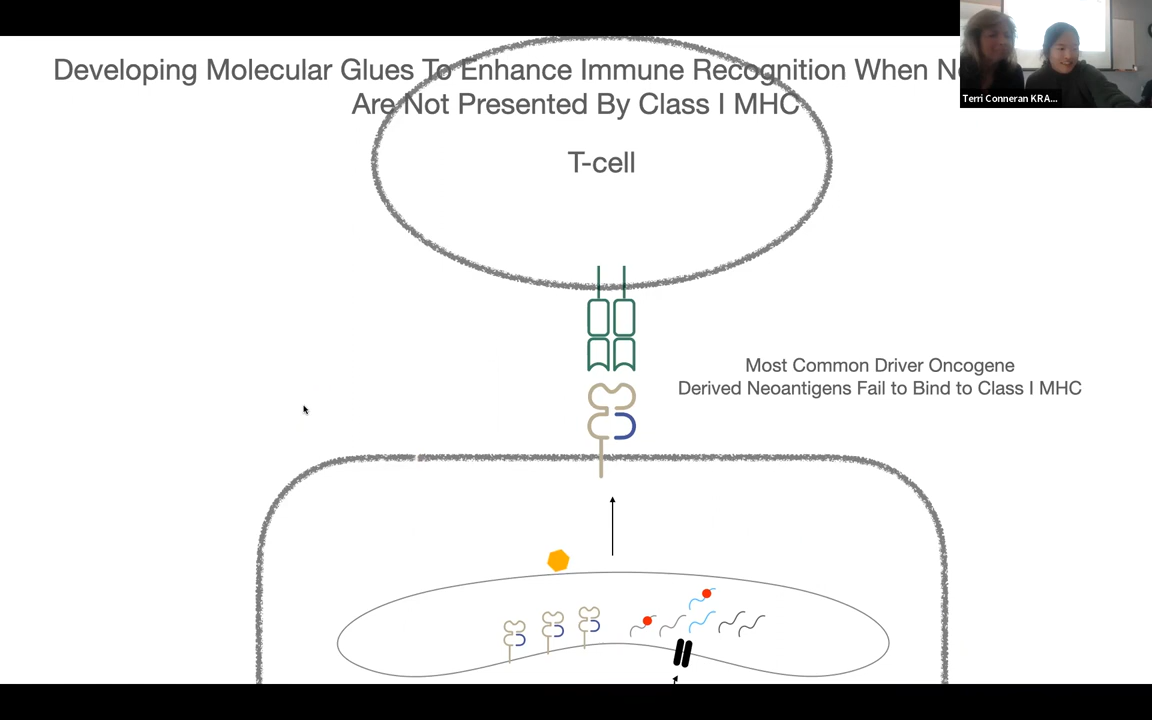 Developing Molecular Glues To Enhance Immune Recognition When
Are Not Presented By Class I MHC
Terri Conneran KRA...
T-cell
Most Common Driver Oncogene
Derived Neoantigens Fail to Bind to Class I MHC